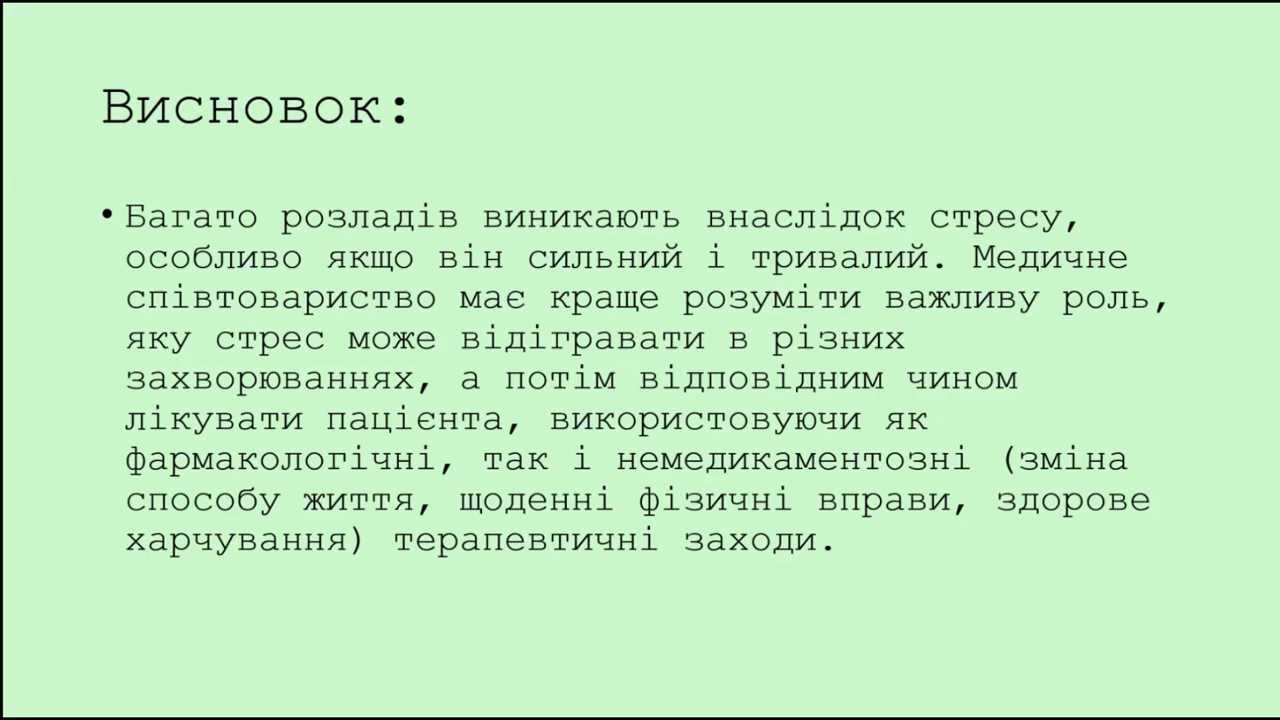 Висновок:
• Багато розладів виникають внаслідок стресу,
особливо якщо він сильний і тривалий. Медичне
співтовариство має краще розуміти важливу роль,
яку стрес може відігравати в різних
захворюваннях, а потім відповідним чином
лікувати пацієнта, використовуючи як
фармакологічні, так і немедикаментозні (зміна
способу життя, щоденні фізичні вправи, здорове
харчування) терапевтичні заходи.